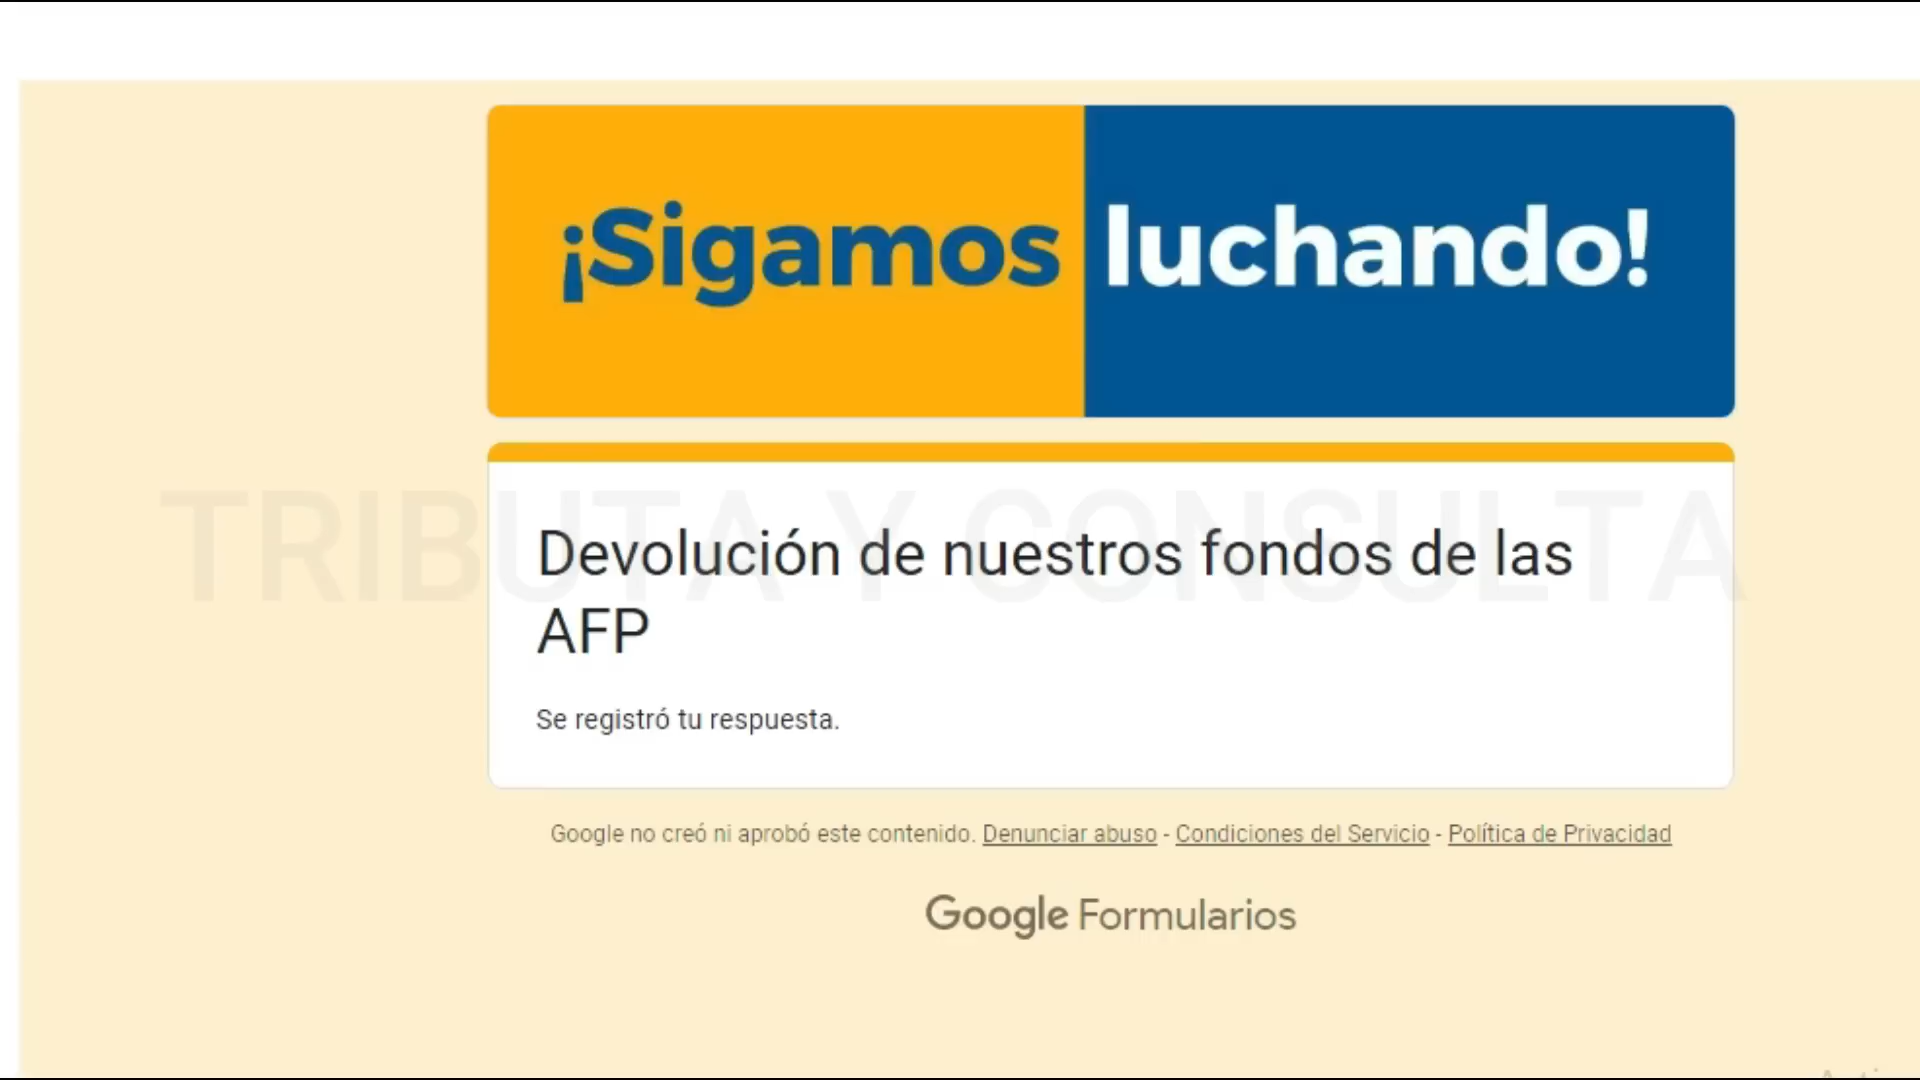 ¡Sigamos luchando!
TRIBUTA Y CONSULTA
Devolución de nuestros fondos de las
AFP
Se registró tu respuesta.
Google no creó ni aprobó este contenido. Denunciar abuso - Condiciones del Servicio - Política de Privacidad
Google Formularios